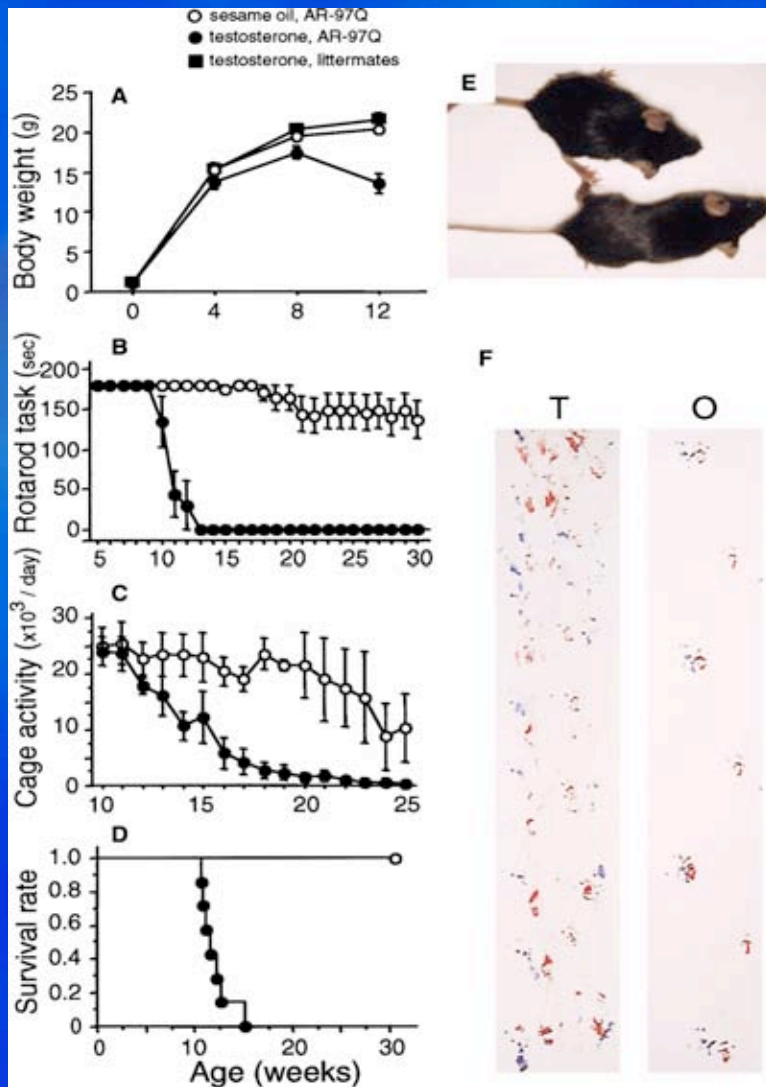 sesame oil, AR-97Q
testosterone, AR-97Q
testosterone, littermates
A
Body weight (g)
25
20
15
10
5
0
0 4 8 12
B
Rotarod task (sec)
200
150
100
50
0
5 10 15 20 25 30
C
Cage activity (x10³ / day)
30
20
10
0
10 15 20 25
D
Survival rate
1.0
0.8
0.6
0.4
0.2
0
0 10 20 30
Age (weeks)
E
F
T O